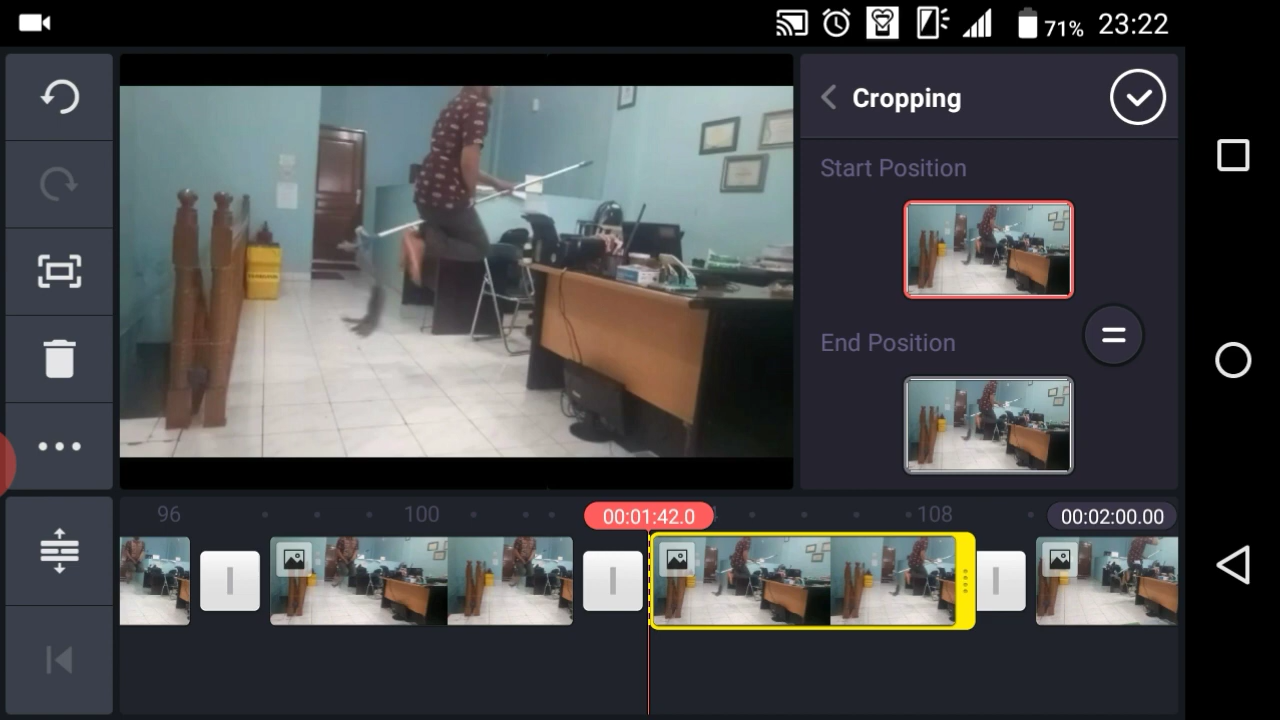 71% 23:22
Cropping
Start Position
End Position
00:01:42.0
00:02:00.00
96
100
108